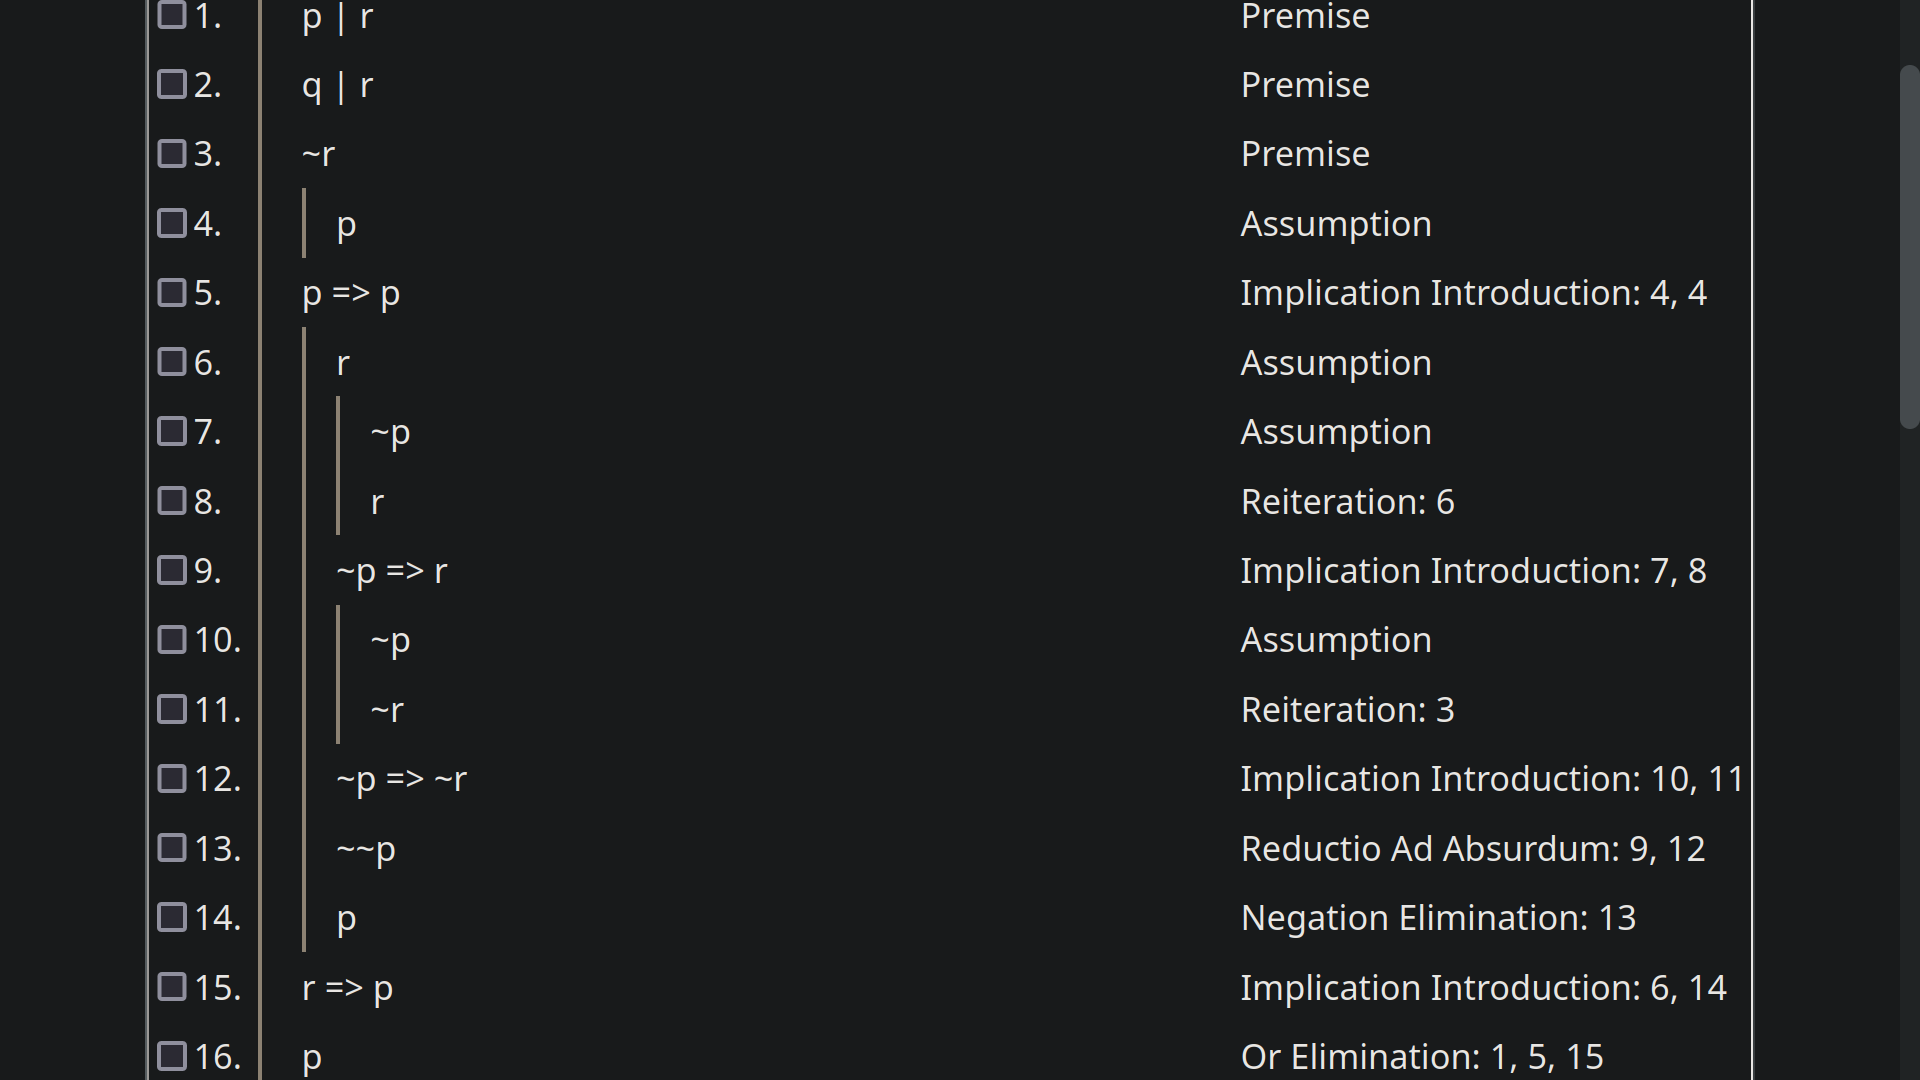 1. p | r Premise
2. q | r Premise
3. ~r Premise
4. p Assumption
5. p => p Implication Introduction: 4, 4
6. r Assumption
7. ~p Assumption
8. r Reiteration: 6
9. ~p => r Implication Introduction: 7, 8
10. ~p Assumption
11. ~r Reiteration: 3
12. ~p => ~r Implication Introduction: 10, 11
13. ~~p Reductio Ad Absurdum: 9, 12
14. p Negation Elimination: 13
15. r => p Implication Introduction: 6, 14
16. p Or Elimination: 1, 5, 15